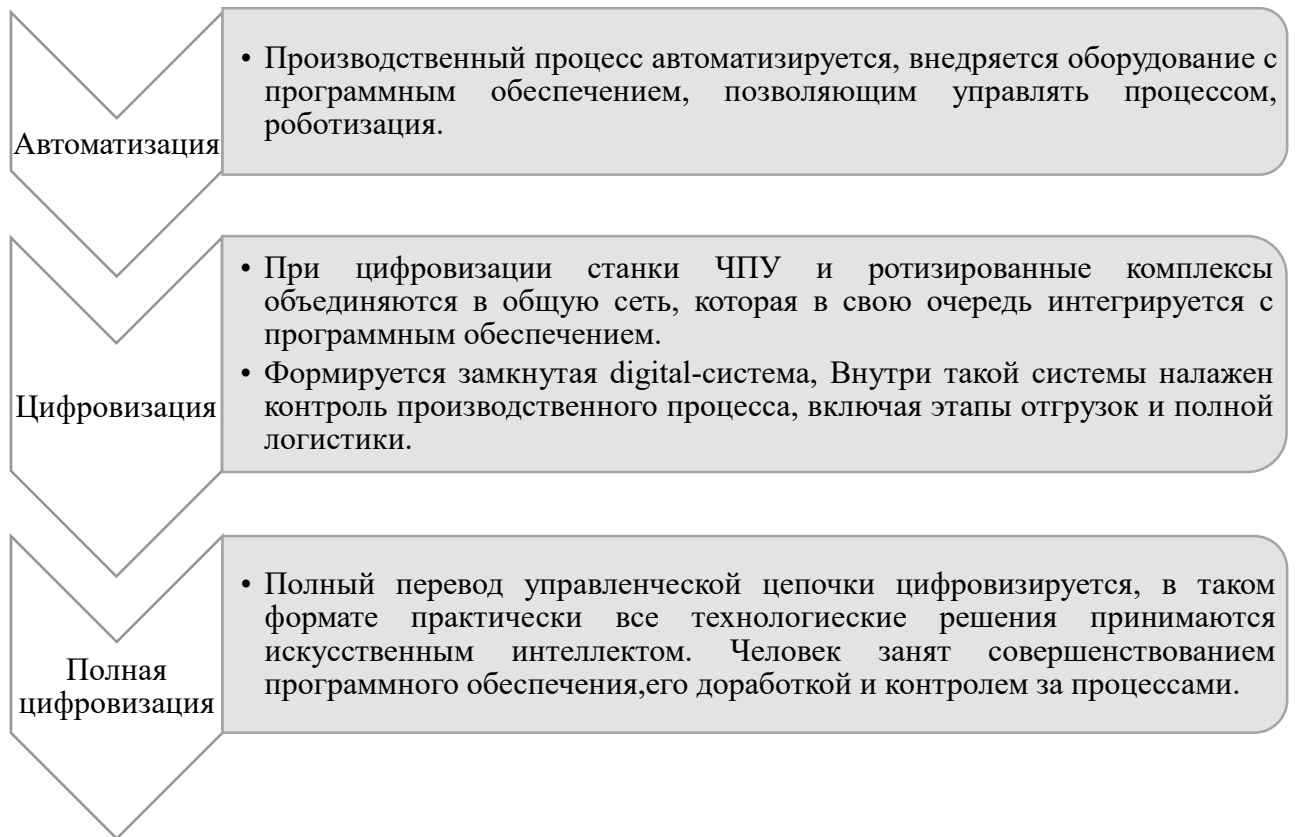 Автоматизация
• Производственный процесс автоматизируется, внедряется оборудование с
программным обеспечением, позволяющим управлять процессом,
роботизация.
Цифровизация
• При цифровизации станки ЧПУ и ротизированные комплексы
объединяются в общую сеть, которая в свою очередь интегрируется с
программным обеспечением.
• Формируется замкнутая digital-система, Внутри такой системы налажен
контроль производственного процесса, включая этапы отгрузок и полной
логистики.
Полная
цифровизация
• Полный перевод управленческой цепочки цифровизируется, в таком
формате практически все технологиеские решения принимаются
искусственным интеллектом. Человек занят совершенствованием
программного обеспечения,его доработкой и контролем за процессами.